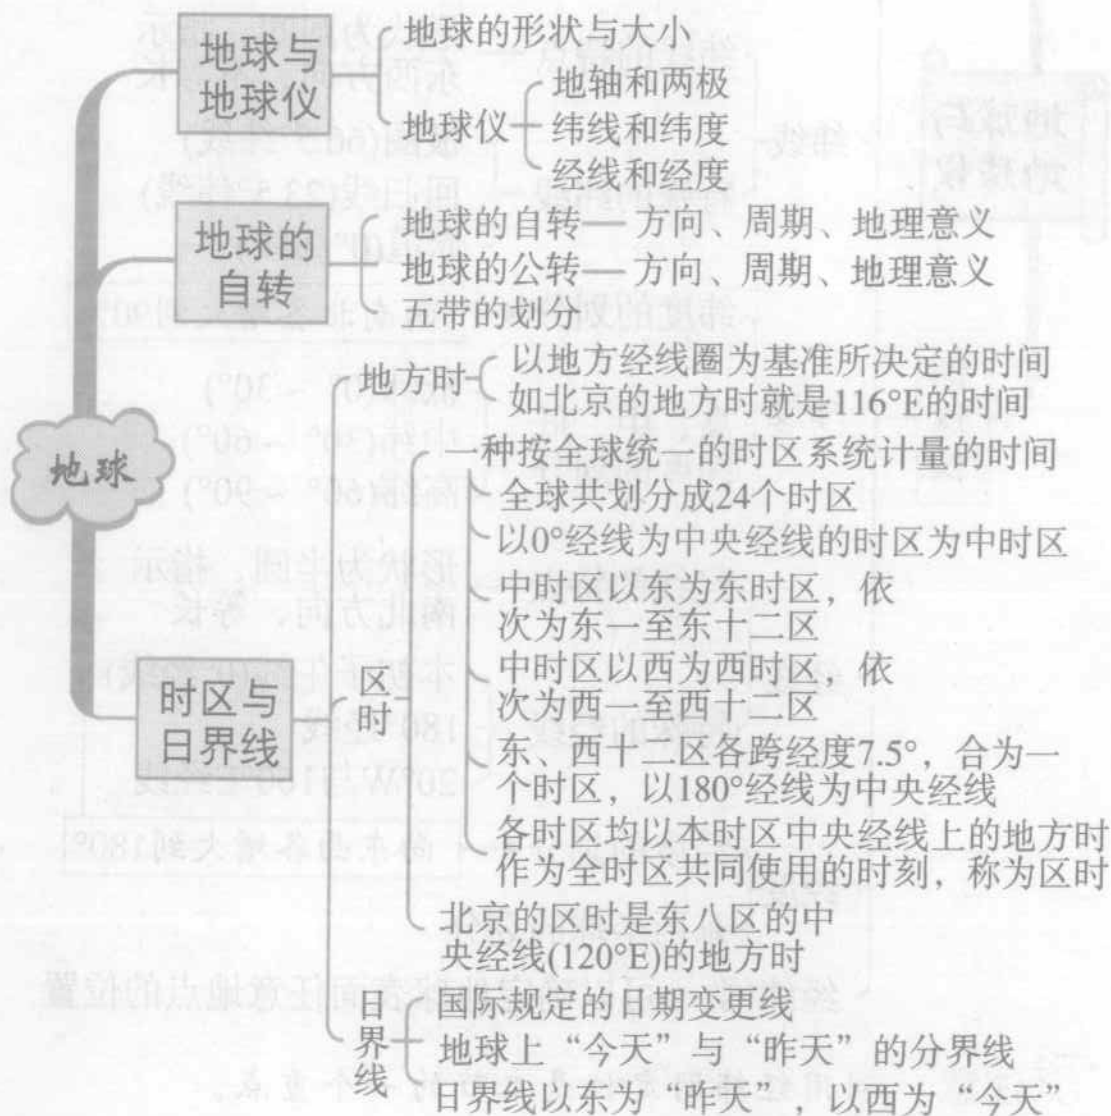 地球
地球与
地球仪
地球的形状与大小
地球仪
地轴和两极
纬线和纬度
经线和经度
地球的
自转
地球的自转— 方向、周期、地理意义
地球的公转— 方向、周期、地理意义
五带的划分
时区与
日界线
地方时
以地方经线圈为基准所决定的时间
如北京的地方时就是116°E的时间
区时
一种按全球统一的时区系统计量的时间
全球共划分成24个时区
以0°经线为中央经线的时区为中时区
中时区以东为东时区，依
次为东一至东十二区
中时区以西为西时区，依
次为西一至西十二区
东、西十二区各跨经度7.5°，合为一
个时区，以180°经线为中央经线
各时区均以本时区中央经线上的地方时
作为全时区共同使用的时刻，称为区时
北京的区时是东八区的中
央经线(120°E)的地方时
日界线
国际规定的日期变更线
地球上“今天”与“昨天”的分界线
日界线以东为“昨天”，以西为“今天”